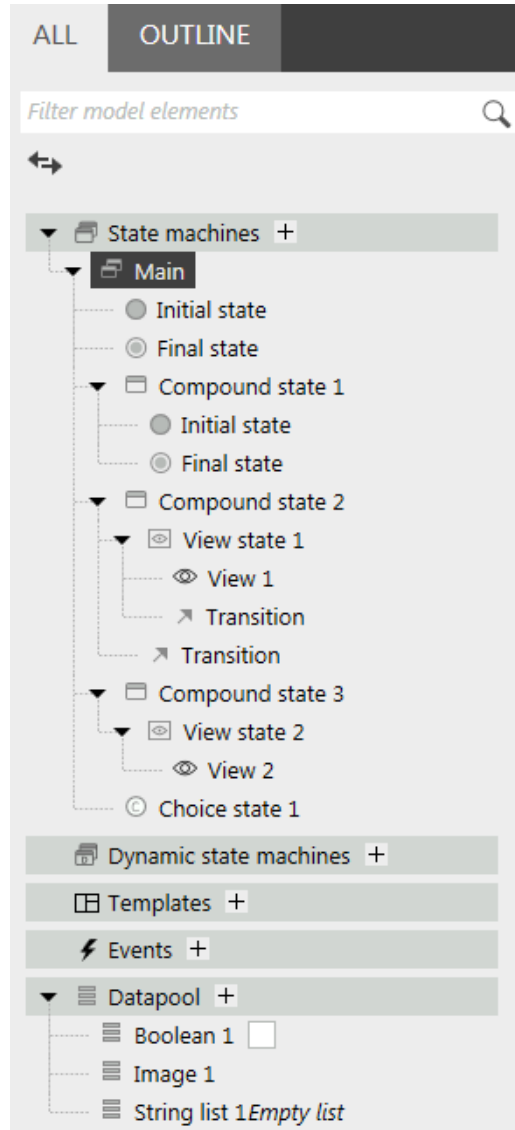 ALL OUTLINE
Filter model elements
State machines +
Main
Initial state
Final state
Compound state 1
Initial state
Final state
Compound state 2
View state 1
View 1
Transition
Transition
Compound state 3
View state 2
View 2
C Choice state 1
D Dynamic state machines +
Templates +
Events +
Datapool +
Boolean 1
Image 1
String list 1 Empty list